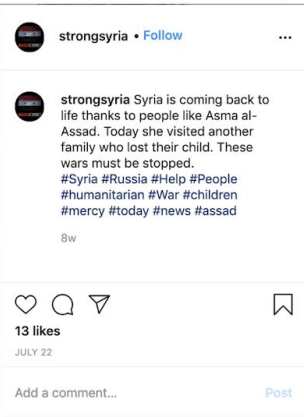 strongsyria • Follow
strongsyria Syria is coming back to
life thanks to people like Asma al-
Assad. Today she visited another
family who lost their child. These
wars must be stopped.
#Syria #Russia #Help #People
#humanitarian #War #children
#mercy #today #news #assad
8w
13 likes
JULY 22
Add a comment... Post